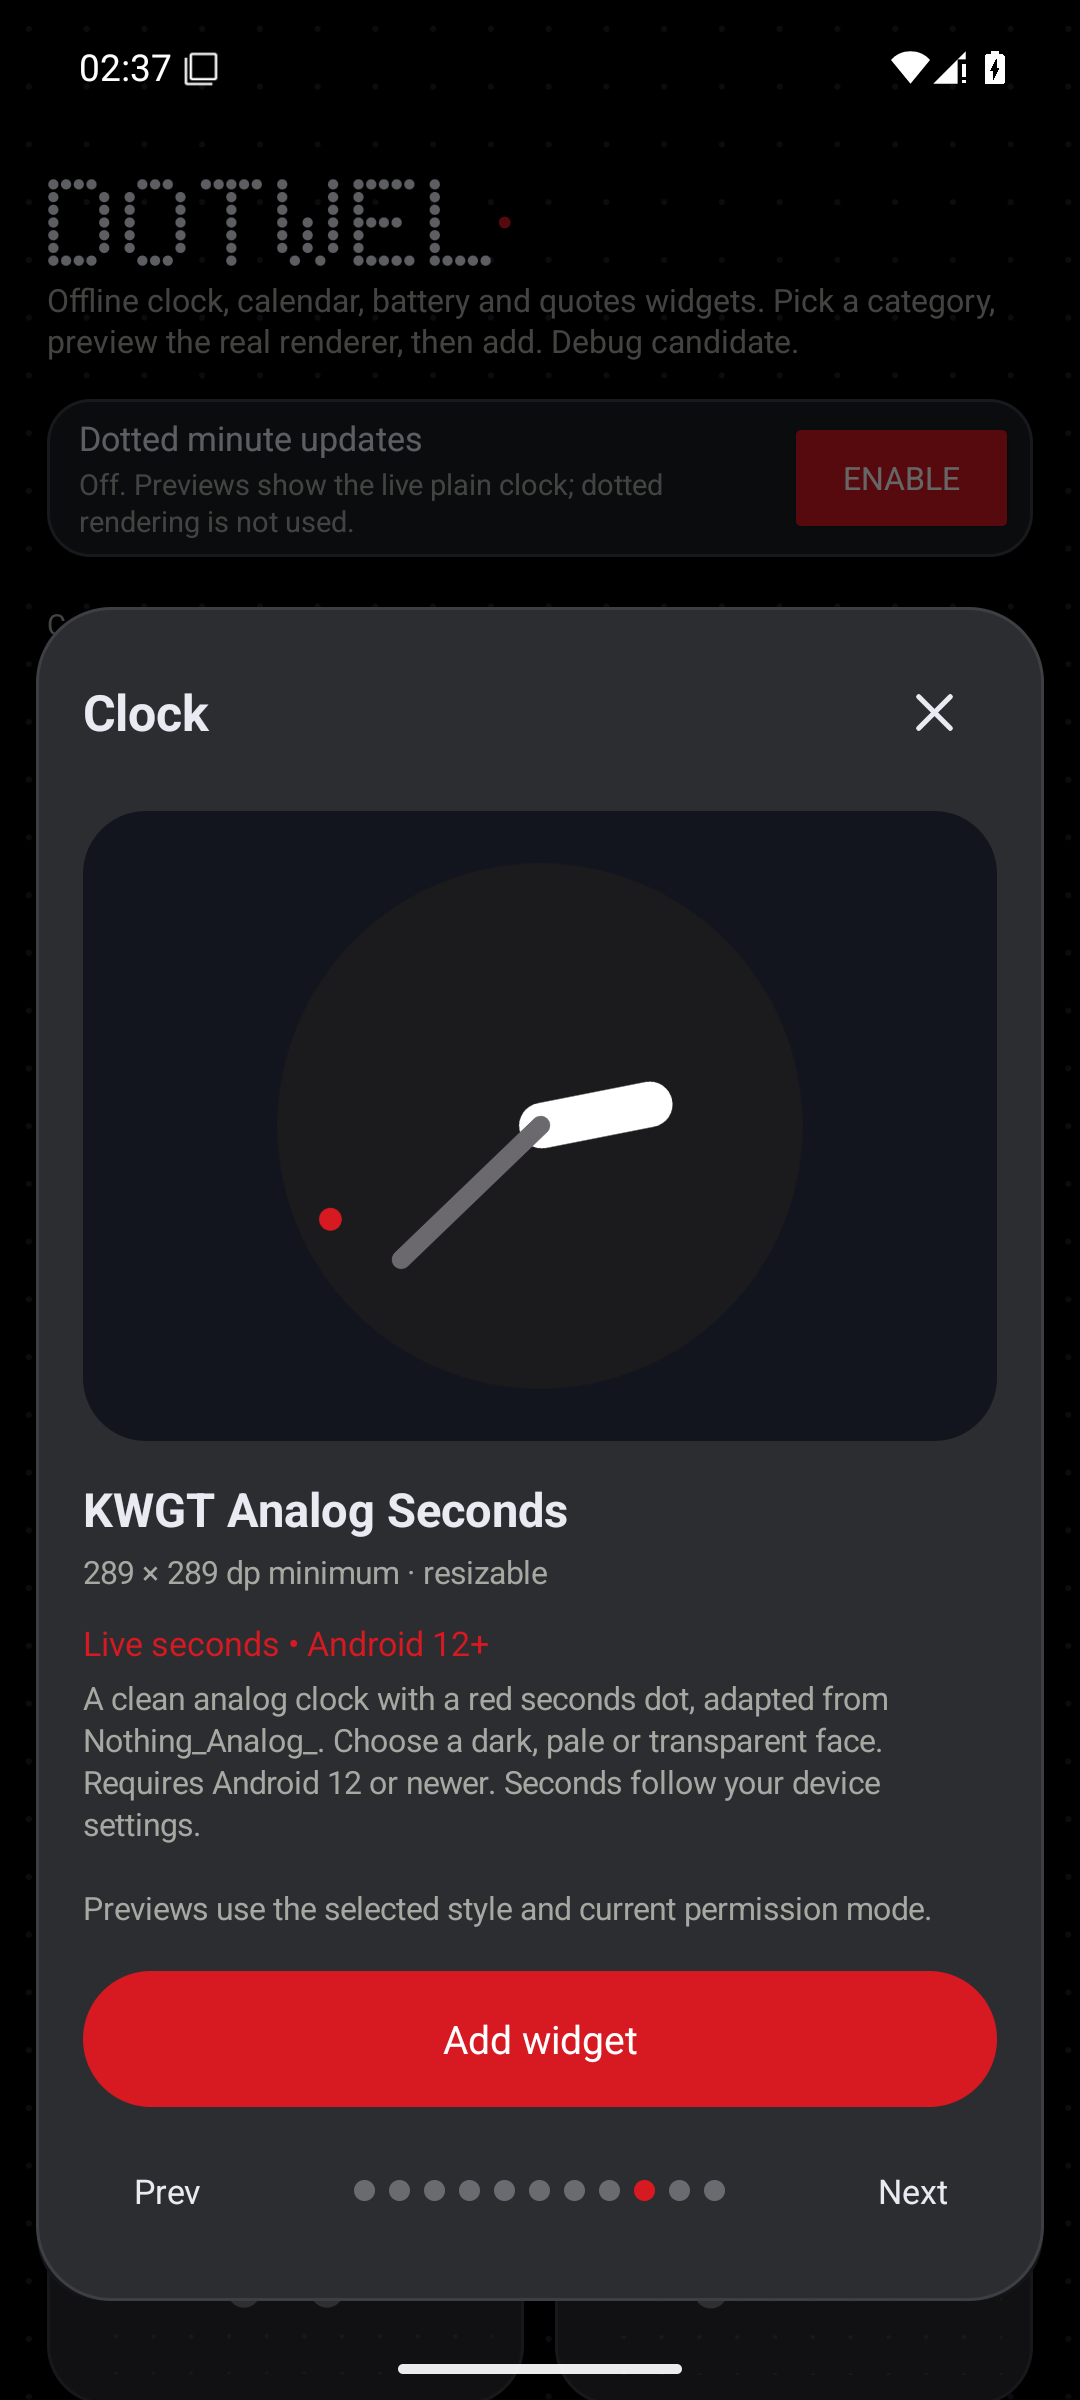 02:37
DOTWEL
Offline clock, calendar, battery and quotes widgets. Pick a category,
preview the real renderer, then add. Debug candidate.
Dotted minute updates
Off. Previews show the live plain clock; dotted
rendering is not used.
ENABLE
Clock
KWGT Analog Seconds
289 × 289 dp minimum · resizable
Live seconds • Android 12+
A clean analog clock with a red seconds dot, adapted from
Nothing_Analog_. Choose a dark, pale or transparent face.
Requires Android 12 or newer. Seconds follow your device
settings.
Previews use the selected style and current permission mode.
Add widget
Prev
Next